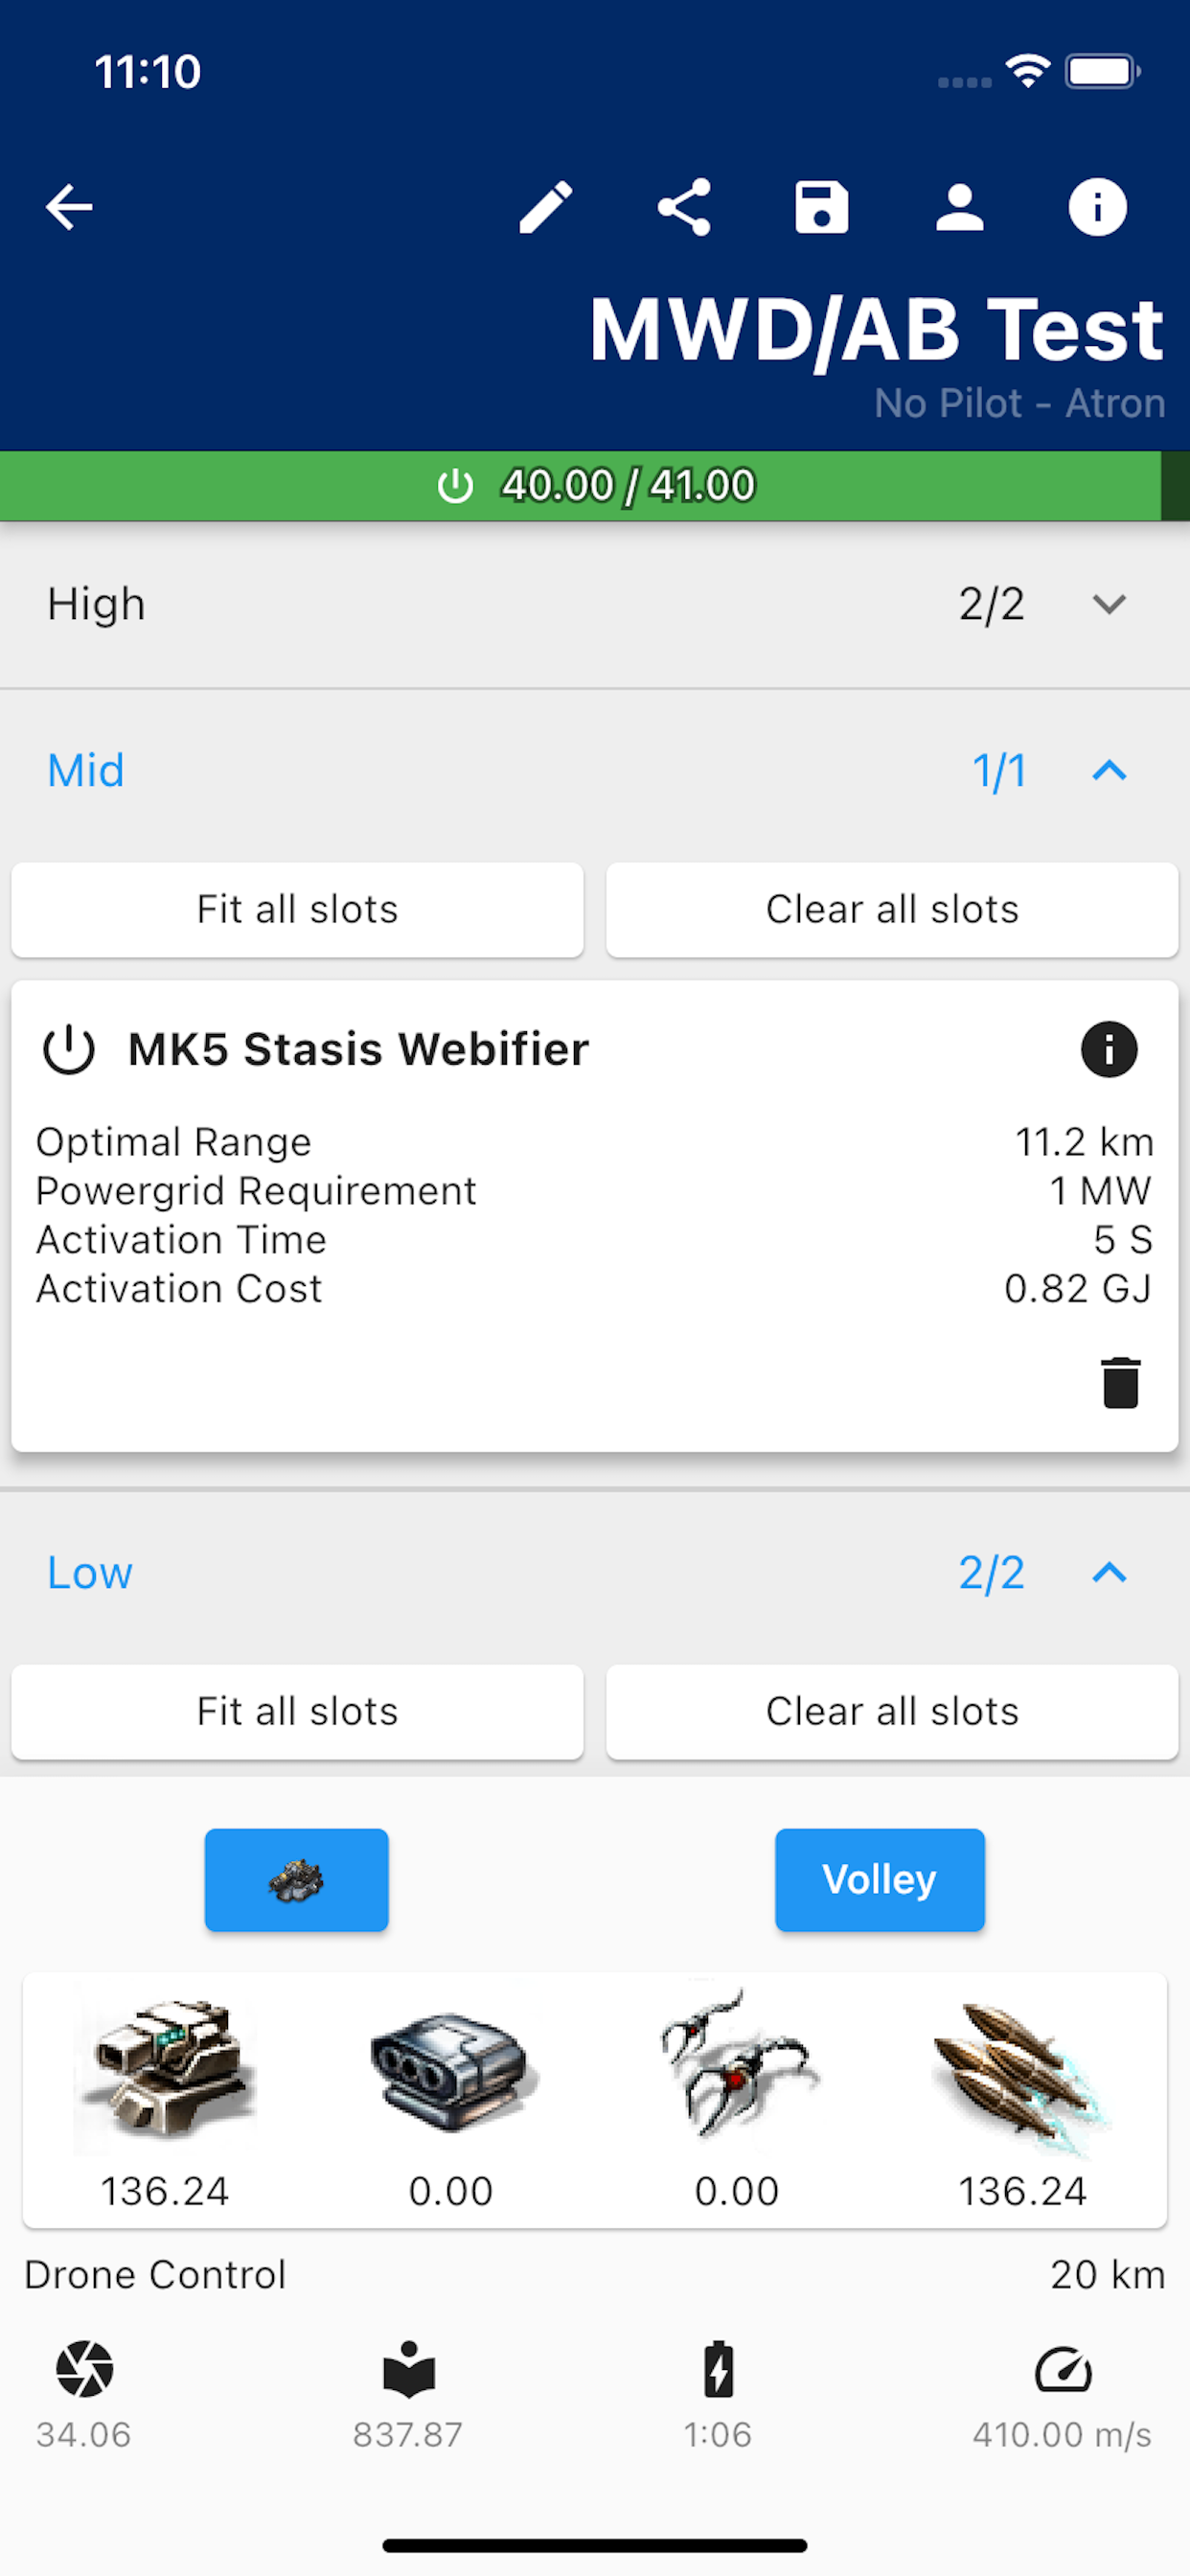 11:10
MWD/AB Test
No Pilot - Atron
40.00 / 41.00
High 2/2
Mid 1/1
Fit all slots Clear all slots
MK5 Stasis Webifier
Optimal Range 11.2 km
Powergrid Requirement 1 MW
Activation Time 5 S
Activation Cost 0.82 GJ
Low 2/2
Fit all slots Clear all slots
Volley
136.24 0.00 0.00 136.24
Drone Control 20 km
34.06 837.87 1:06 410.00 m/s